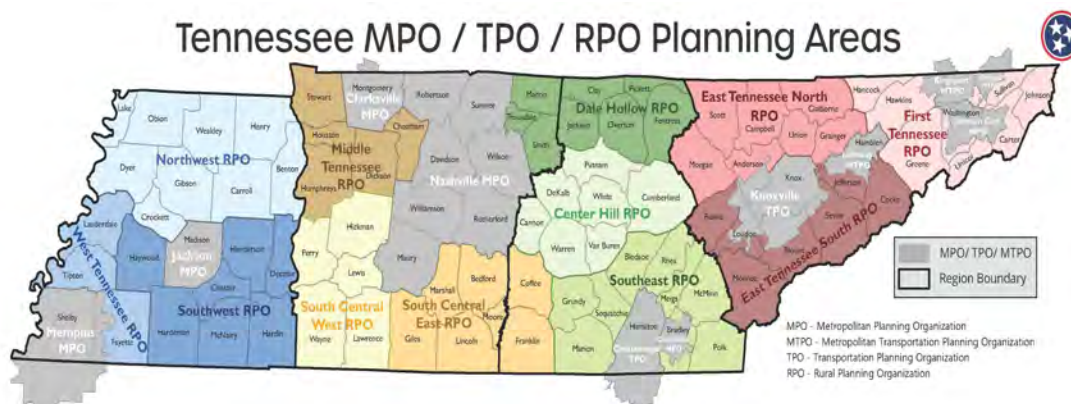 Tennessee MPO / TPO / RPO Planning Areas
Lake
Obion
Weakley
Henry
Dyer
Northwest RPO
Gibson
Carroll
Benton
Crockett
Lauderdale
Haywood
Madison
Jackson
MPO
Henderson
Decatur
Tipton
West Tennessee RPO
Chester
Southwest RPO
Shelby
Memphis
MPO
Fayette
Hardeman
McNairy
Hardin
Stewart
Montgomery
Clarksville
MPO
Robertson
Sumner
Macon
Trousdale
Smith
Houston
Cheatham
Middle
Tennessee
RPO
Humphreys
Dickson
Davidson
Wilson
Nashville MPO
Williamson
Rutherford
Hickman
Perry
Maury
Lewis
South Central
West RPO
Wayne
Lawrence
Marshall
Bedford
South Central
East RPO
Moore
Giles
Lincoln
Coffee
Franklin
Clay
Pickett
Dale Hollow RPO
Jackson
Overton
Fentress
Putnam
DeKalb
White
Cumberland
Center Hill RPO
Cannon
Warren
Van Buren
Bledsoe
Rhea
Southeast RPO
Meigs
McMinn
Grundy
Sequatchie
Hamilton
Bradley
TPO
Marion
Polk
East Tennessee North
RPO
Scott
Campbell
Claiborne
Union
Grainger
Morgan
Anderson
Hamblen
Knox
Knoxville
TPO
Jefferson
Roane
Loudon
Sevier
Cocke
Blount
Monroe
East Tennessee South RPO
Hancock
Hawkins
Sullivan
Johnson
First
Tennessee
RPO
Washington
Carter
Greene
Unicoi
MPO/ TPO/ MTPO
Region Boundary
MPO - Metropolitan Planning Organization
MTPO - Metropolitan Transportation Planning Organization
TPO - Transportation Planning Organization
RPO - Rural Planning Organization